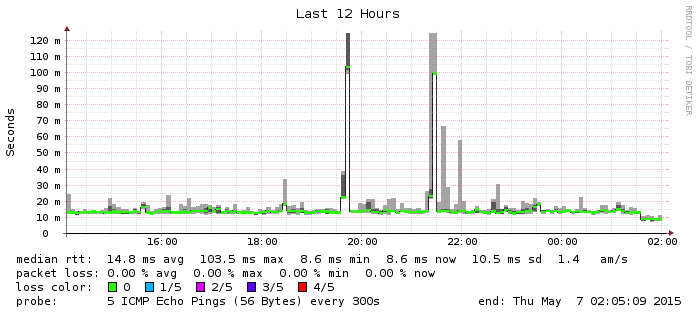 Last 12 Hours
RRDTOOL / TOBI OETIKER
Seconds
120 m
110 m
100 m
90 m
80 m
70 m
60 m
50 m
40 m
30 m
20 m
10 m
0
16:00 18:00 20:00 22:00 00:00 02:00
median rtt: 14.8 ms avg 103.5 ms max 8.6 ms min 8.6 ms now 10.5 ms sd 1.4 am/s
packet loss: 0.00 % avg 0.00 % max 0.00 % min 0.00 % now
loss color: 0 1/5 2/5 3/5 4/5
probe: 5 ICMP Echo Pings (56 Bytes) every 300s end: Thu May 7 02:05:09 2015